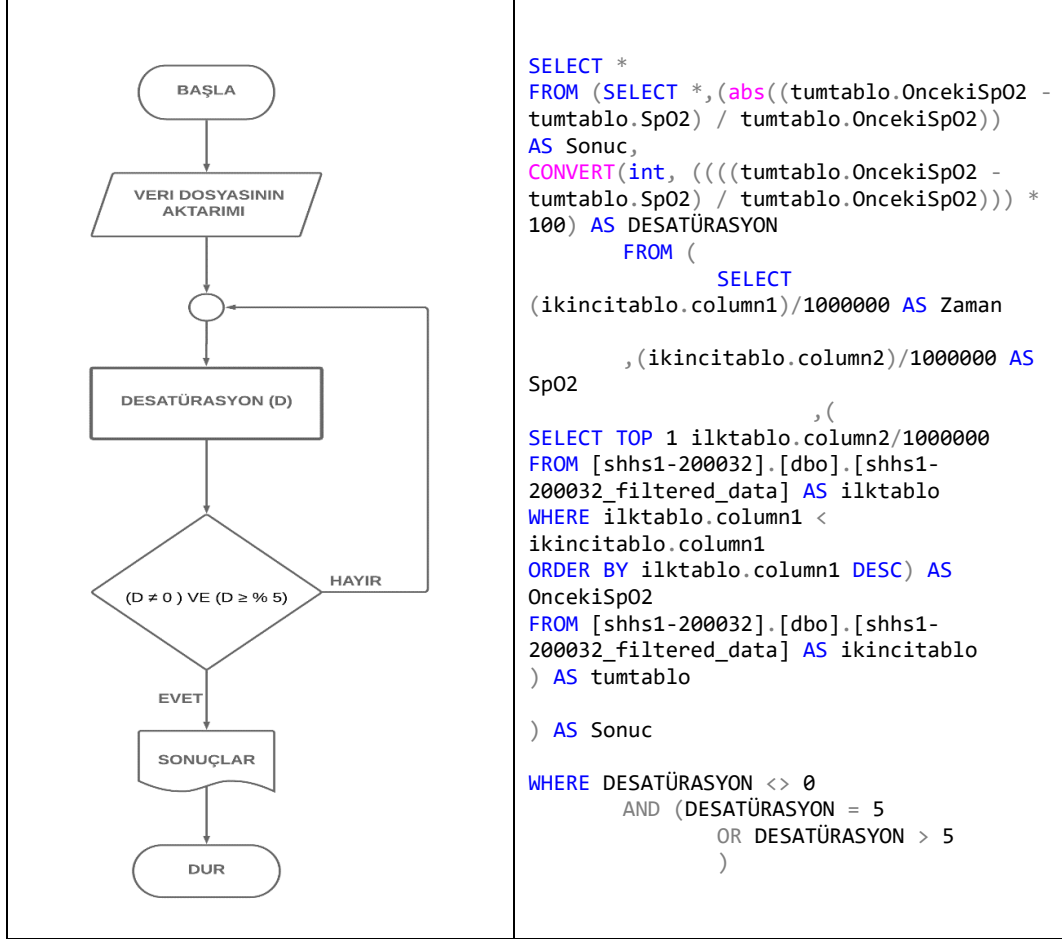 BAŞLA
VERI DOSYASININ
AKTARIMI
DESATÜRASYON (D)
(D ≠ 0 ) VE (D ≥ % 5)
HAYIR
EVET
SONUÇLAR
DUR
SELECT *
FROM (SELECT *,(abs((tumtablo.OncekiSpO2 -
tumtablo.SpO2) / tumtablo.OncekiSpO2))
AS Sonuc,
CONVERT(int, ((((tumtablo.OncekiSpO2 -
tumtablo.SpO2) / tumtablo.OncekiSpO2))) *
100) AS DESATÜRASYON
FROM (
SELECT
(ikincitablo.column1)/1000000 AS Zaman
,(ikincitablo.column2)/1000000 AS
SpO2
,(
SELECT TOP 1 ilktablo.column2/1000000
FROM [shhs1-200032].[dbo].[shhs1-
200032_filtered_data] AS ilktablo
WHERE ilktablo.column1 <
ikincitablo.column1
ORDER BY ilktablo.column1 DESC) AS
OncekiSpO2
FROM [shhs1-200032].[dbo].[shhs1-
200032_filtered_data] AS ikincitablo
) AS tumtablo
) AS Sonuc
WHERE DESATÜRASYON <> 0
AND (DESATÜRASYON = 5
OR DESATÜRASYON > 5
)